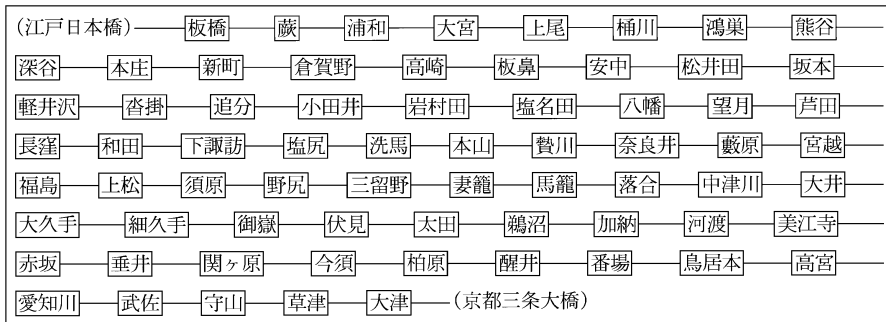 (江戸日本橋) 板橋 蕨 浦和 大宮 上尾 桶川 鴻巣 熊谷
深谷 本庄 新町 倉賀野 高崎 板鼻 安中 松井田 坂本
軽井沢 沓掛 追分 小田井 岩村田 塩名田 八幡 望月 芦田
長窪 和田 下諏訪 塩尻 洗馬 本山 贄川 奈良井 藪原 宮越
福島 上松 須原 野尻 三留野 妻籠 馬籠 落合 中津川 大井
大久手 細久手 御嶽 伏見 太田 鵜沼 加納 河渡 美江寺
赤坂 垂井 関ヶ原 今須 柏原 醒井 番場 鳥居本 高宮
愛知川 武佐 守山 草津 大津 (京都三条大橋)